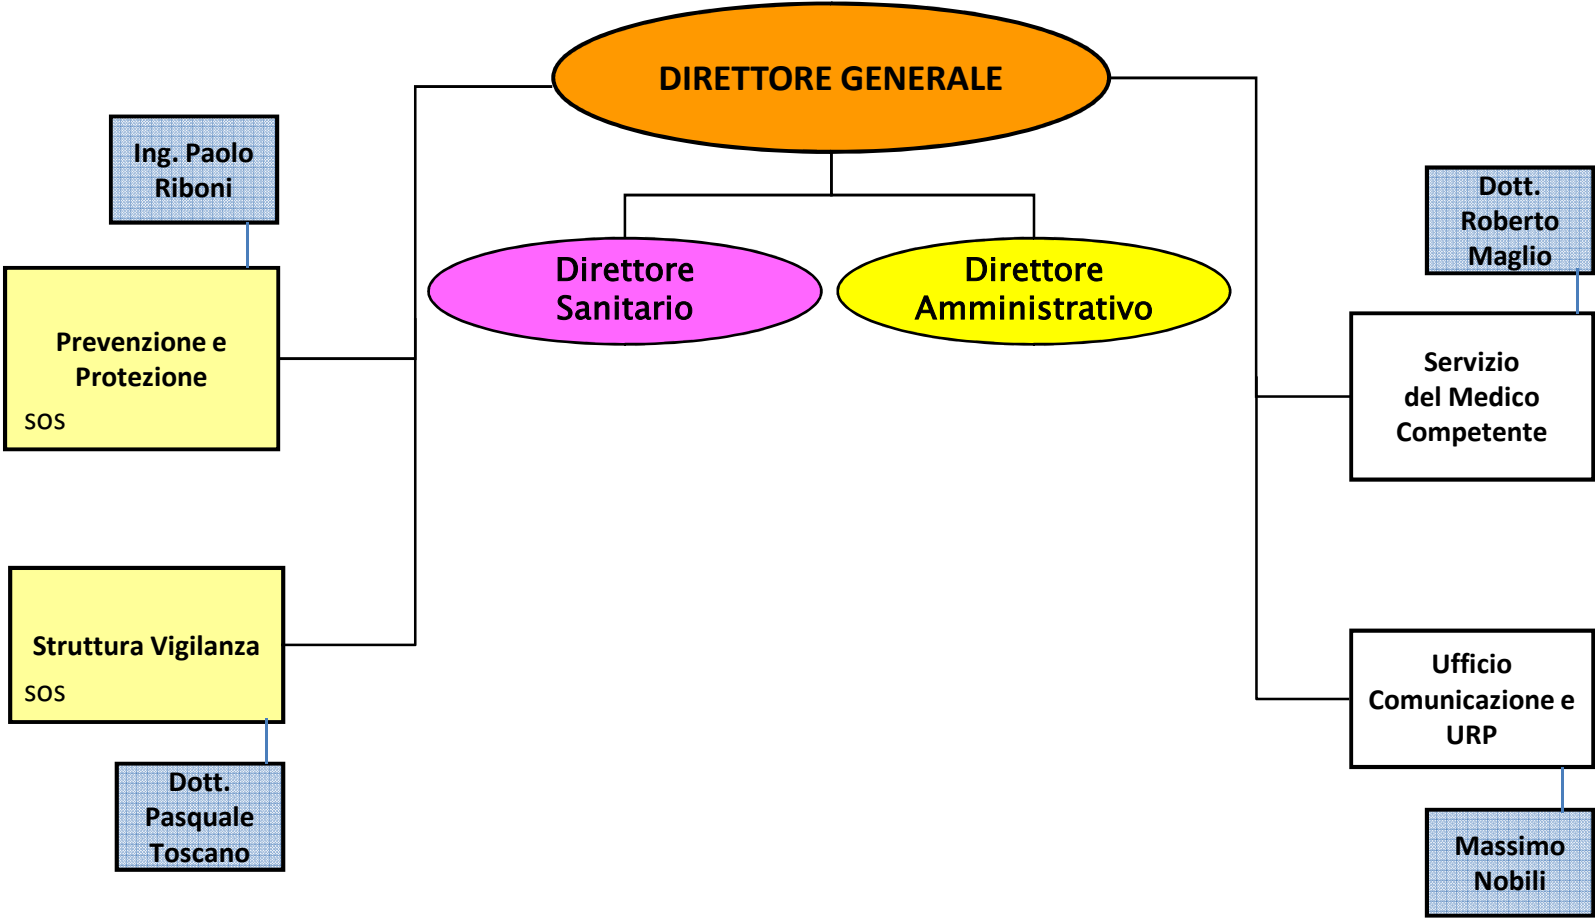 DIRETTORE GENERALE
Ing. Paolo
Riboni
Dott.
Roberto
Maglio
Direttore
Sanitario
Direttore
Amministrativo
Prevenzione e
Protezione
SOS
Servizio
del Medico
Competente
Struttura Vigilanza
SOS
Ufficio
Comunicazione e
URP
Dott.
Pasquale
Toscano
Massimo
Nobili